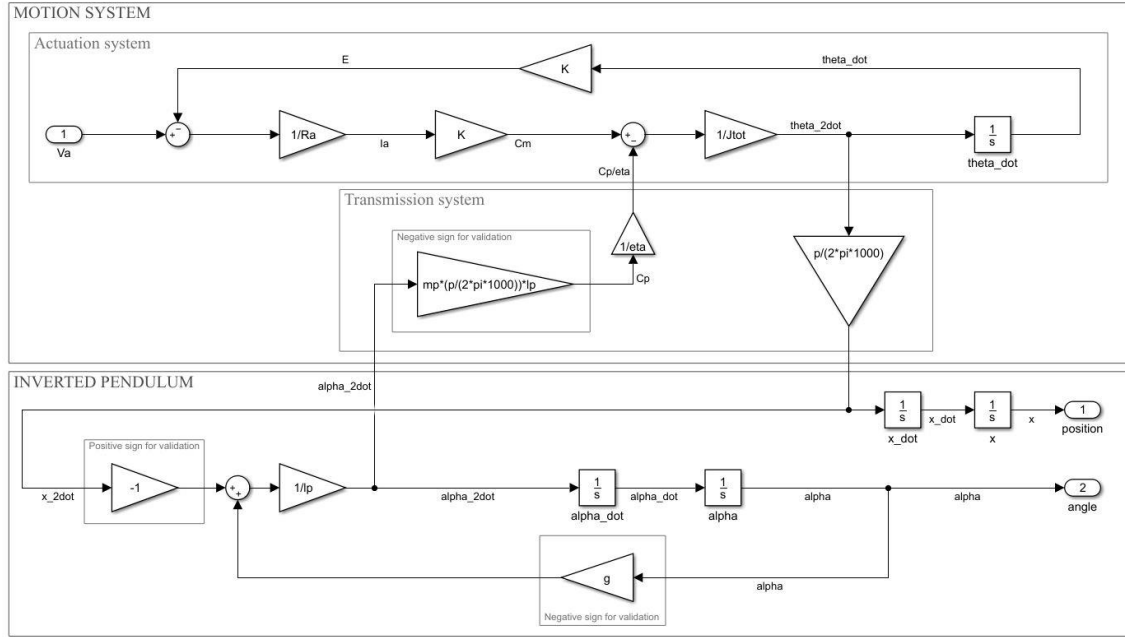 MOTION SYSTEM
Actuation system
E
K
theta_dot
1
Va
+
−
1/Ra
Ia
K
Cm
+
−
1/Jtot
theta_2dot
1
s
theta_dot
Cp/eta
Transmission system
Negative sign for validation
mp*(p/(2*pi*1000))*lp
1/eta
Cp
p/(2*pi*1000)
INVERTED PENDULUM
alpha_2dot
1
s
x_dot
x_dot
1
s
x
x
1
position
Positive sign for validation
x_2dot
-1
+
+
1/lp
alpha_2dot
1
s
alpha_dot
alpha_dot
1
s
alpha
alpha
alpha
2
angle
g
alpha
Negative sign for validation